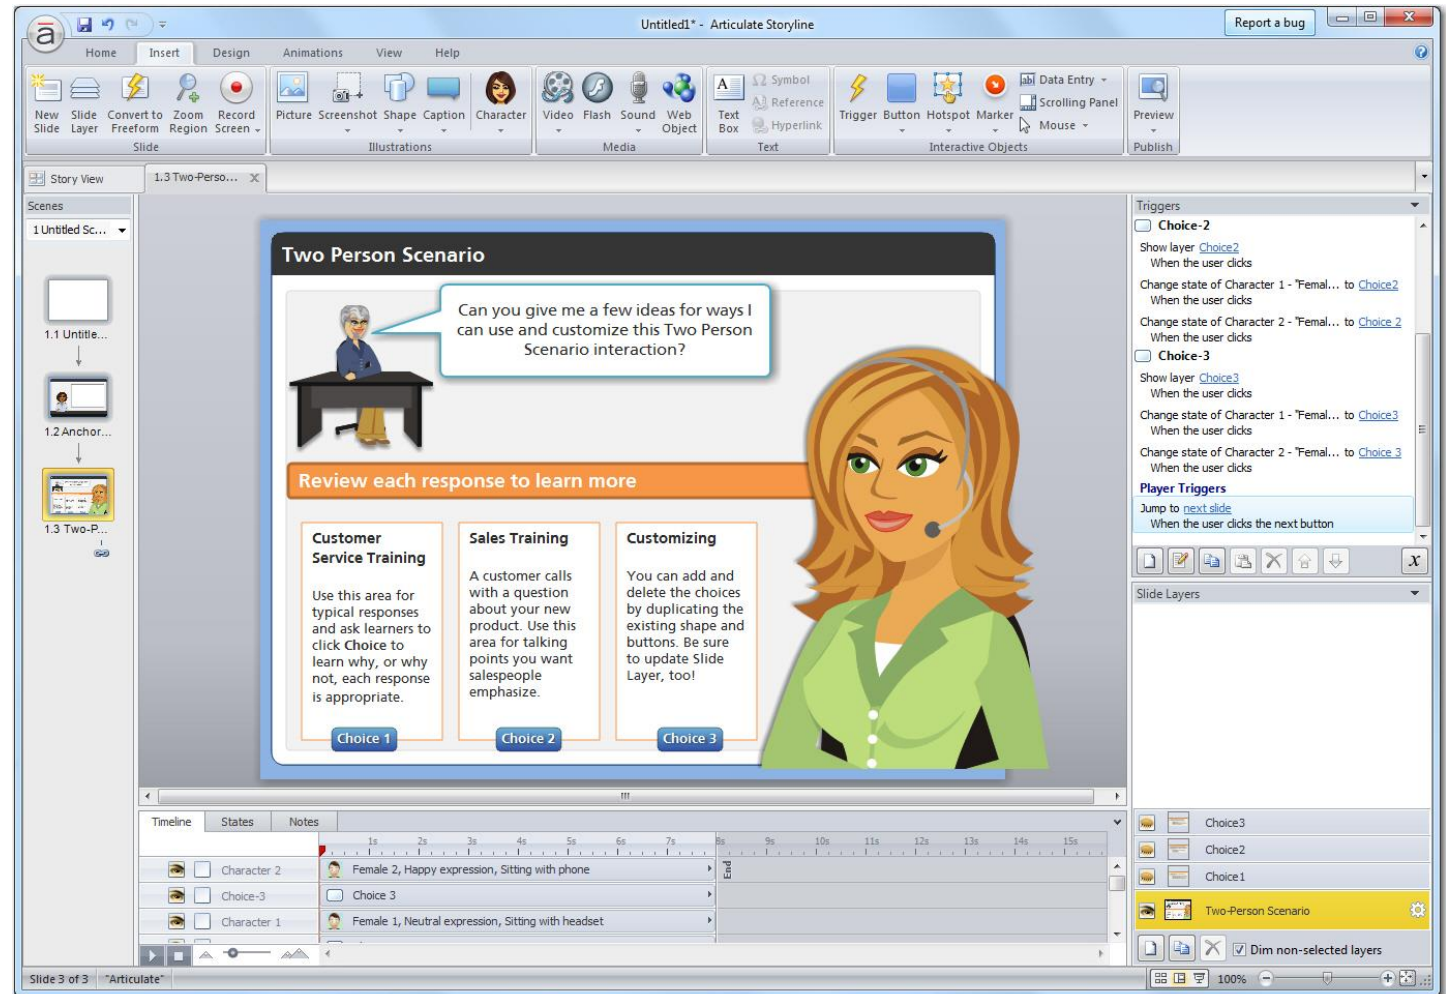 Untitled1* - Articulate Storyline
Report a bug
Home Insert Design Animations View Help
New Slide
Slide Layer
Convert to Freeform
Zoom Region
Record Screen
Slide
Picture
Screenshot
Shape
Caption
Character
Illustrations
Video
Flash
Sound
Web Object
Media
Text Box
Symbol
Reference
Hyperlink
Text
Trigger
Button
Hotspot
Marker
Data Entry
Scrolling Panel
Mouse
Interactive Objects
Preview
Publish
Story View
1.3 Two-Perso...
Scenes
1 Untitled Sc...
1.1 Untitle...
1.2 Anchor...
1.3 Two-P...
Two Person Scenario
Can you give me a few ideas for ways I
can use and customize this Two Person
Scenario interaction?
Review each response to learn more
Customer
Service Training
Use this area for
typical responses
and ask learners to
click Choice to
learn why, or why
not, each response
is appropriate.
Choice 1
Sales Training
A customer calls
with a question
about your new
product. Use this
area for talking
points you want
salespeople
emphasize.
Choice 2
Customizing
You can add and
delete the choices
by duplicating the
existing shape and
buttons. Be sure
to update Slide
Layer, too!
Choice 3
Triggers
Choice-2
Show layer Choice2
When the user clicks
Change state of Character 1 - "Femal... to Choice2
When the user clicks
Change state of Character 2 - "Femal... to Choice 2
When the user clicks
Choice-3
Show layer Choice3
When the user clicks
Change state of Character 1 - "Femal... to Choice3
When the user clicks
Change state of Character 2 - "Femal... to Choice 3
When the user clicks
Player Triggers
Jump to next slide
When the user clicks the next button
x
Slide Layers
Choice3
Choice2
Choice1
Two-Person Scenario
Dim non-selected layers
Timeline States Notes
1s 2s 3s 4s 5s 6s 7s 8s 9s 10s 11s 12s 13s 14s 15s
End
Character 2 Female 2, Happy expression, Sitting with phone
Choice-3 Choice 3
Character 1 Female 1, Neutral expression, Sitting with headset
Slide 3 of 3 "Articulate"
100%